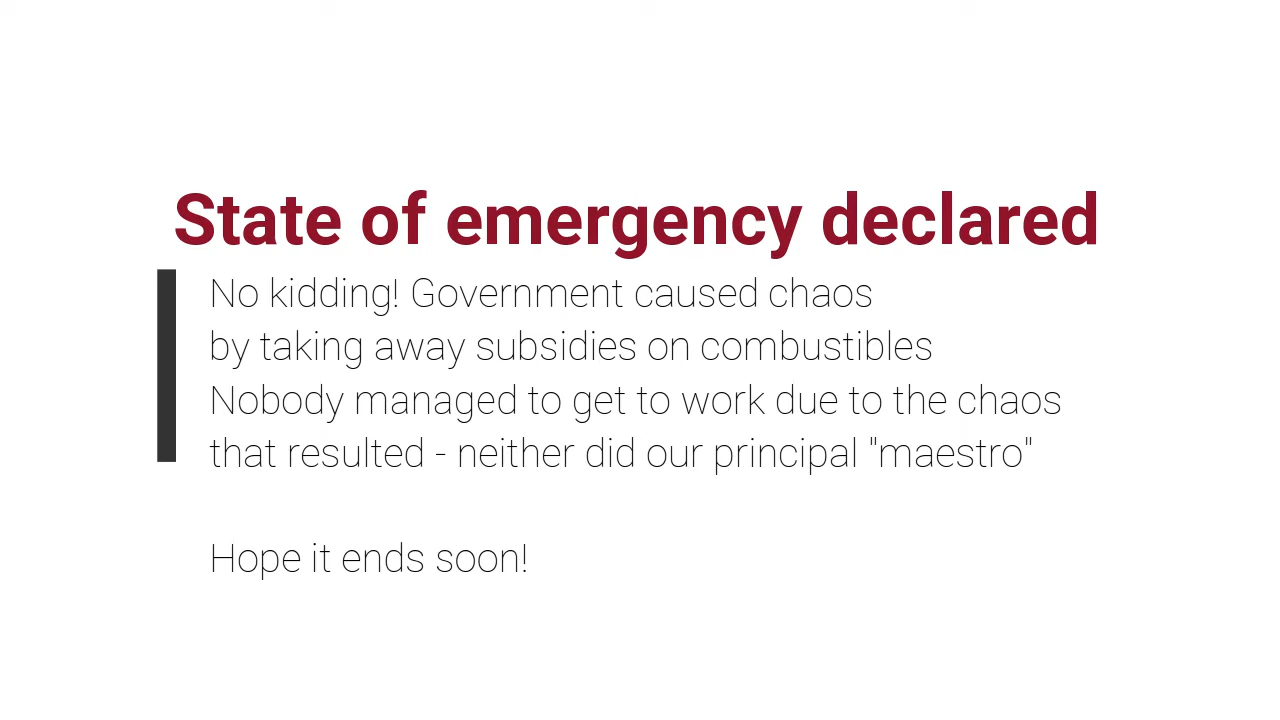 State of emergency declared
No kidding! Government caused chaos
by taking away subsidies on combustibles
Nobody managed to get to work due to the chaos
that resulted - neither did our principal "maestro"
Hope it ends soon!